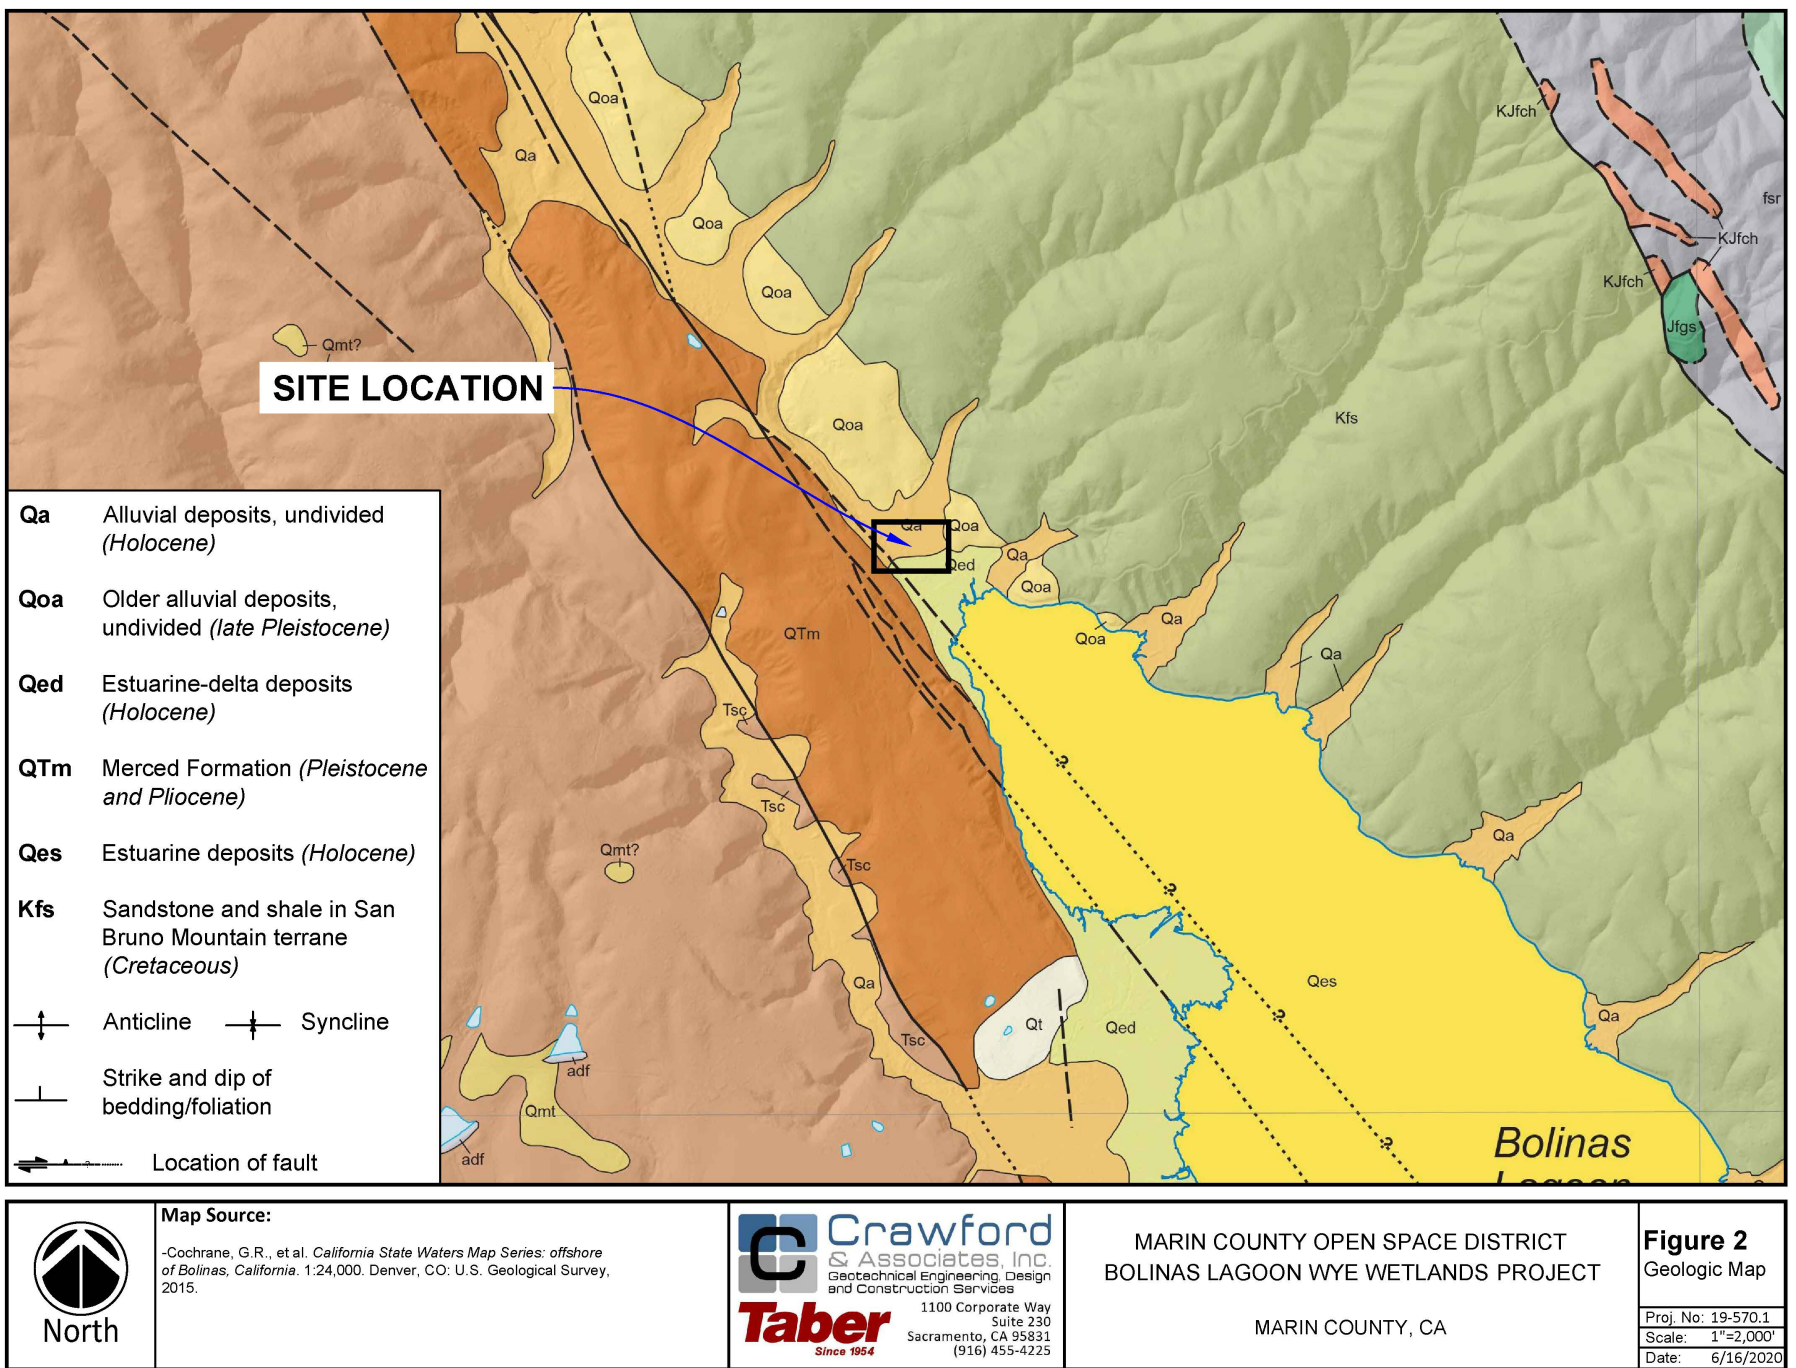 Qoa
KJfch
Qa
fsr
Qoa
KJfch
KJfch
Qoa
Jfgs
Qmt?
SITE LOCATION
Kfs
Qoa
Qa
Qoa
Qa
Qed
Qoa
QTm
Qa
Qoa
Qa
Tsc
?
Tsc
Qa
Qmt?
Tsc
?
Qa
Qes
Qa
?
Qt
Qed
Tsc
adf
Qmt
?
adf
Bolinas
Lagoon
Qa Alluvial deposits, undivided
(Holocene)
Qoa Older alluvial deposits,
undivided (late Pleistocene)
Qed Estuarine-delta deposits
(Holocene)
QTm Merced Formation (Pleistocene
and Pliocene)
Qes Estuarine deposits (Holocene)
Kfs Sandstone and shale in San
Bruno Mountain terrane
(Cretaceous)
Anticline Syncline
Strike and dip of
bedding/foliation
? Location of fault
North
Map Source:
-Cochrane, G.R., et al. California State Waters Map Series: offshore
of Bolinas, California. 1:24,000. Denver, CO: U.S. Geological Survey,
2015.
C
Crawford
& Associates, Inc.
Geotechnical Engineering, Design
and Construction Services
Taber
Since 1954
1100 Corporate Way
Suite 230
Sacramento, CA 95831
(916) 455-4225
MARIN COUNTY OPEN SPACE DISTRICT
BOLINAS LAGOON WYE WETLANDS PROJECT
MARIN COUNTY, CA
Figure 2
Geologic Map
Proj. No: 19-570.1
Scale: 1"=2,000'
Date: 6/16/2020